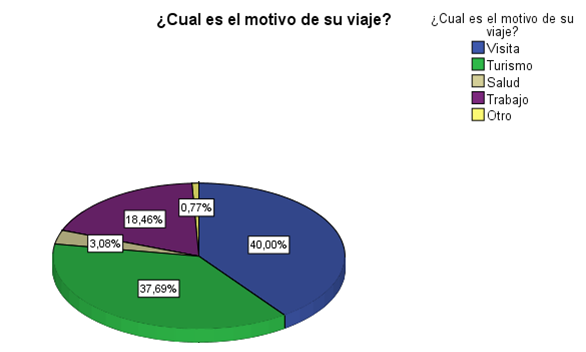 ¿Cual es el motivo de su viaje?
¿Cual es el motivo de su
viaje?
Visita
Turismo
Salud
Trabajo
Otro
0,77%
18,46%
3,08%
40,00%
37,69%